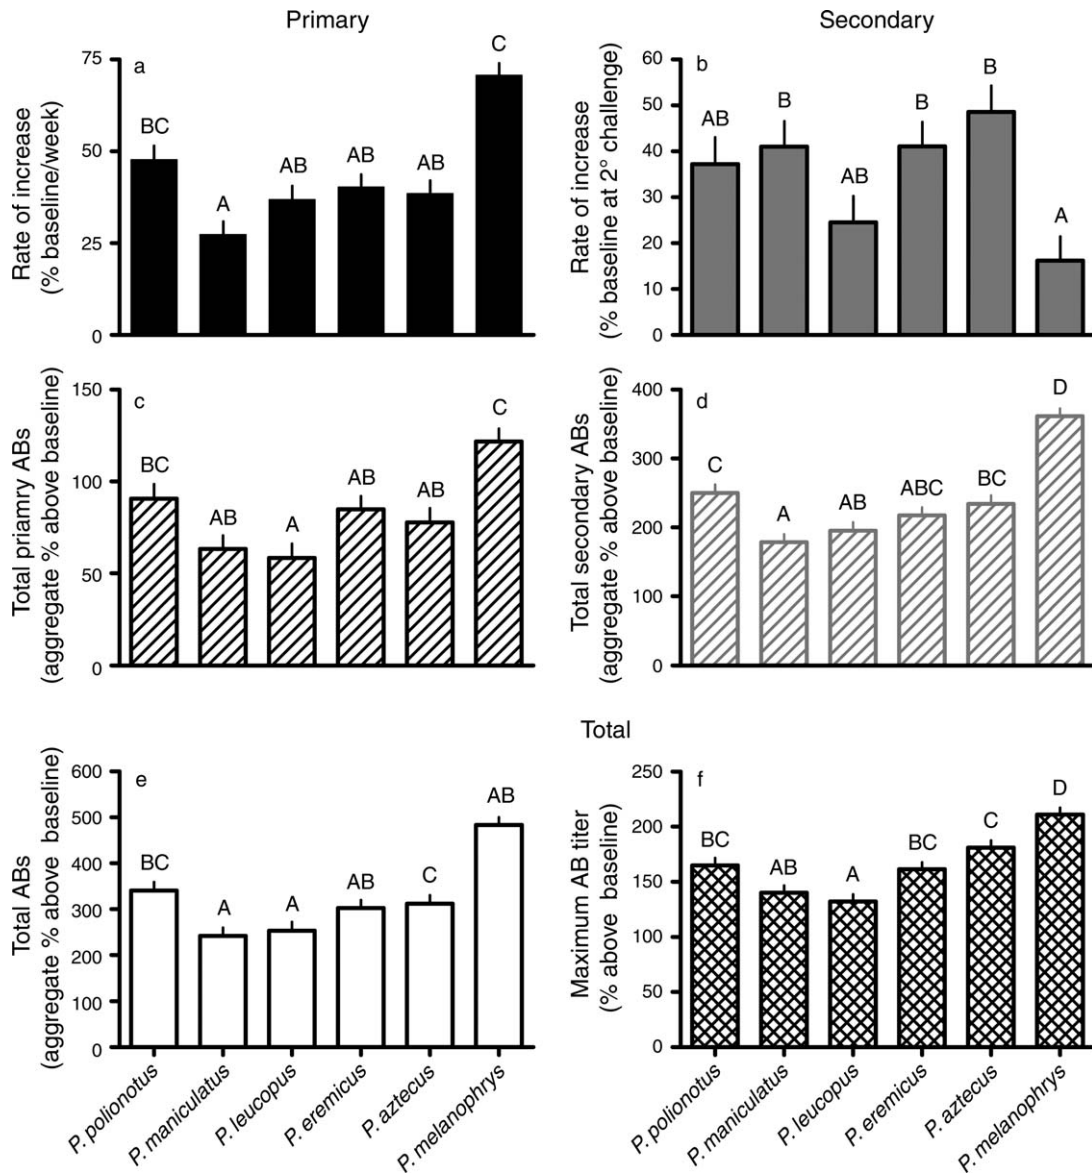 Primary
Secondary
a
Rate of increase
(% baseline/week)
75
50
25
0
BC
A
AB
AB
AB
C
b
Rate of increase
(% baseline at 2° challenge)
60
50
40
30
20
10
0
AB
B
AB
B
B
A
c
Total priamry ABs
(aggregate % above baseline)
150
100
50
0
BC
AB
A
AB
AB
C
d
Total secondary ABs
(aggregate % above baseline)
400
300
200
100
0
C
A
AB
ABC
BC
D
Total
e
Total ABs
(aggregate % above baseline)
600
500
400
300
200
100
0
BC
A
A
AB
C
AB
P. polionotus
P. maniculatus
P. leucopus
P. eremicus
P. aztecus
P. melanophrys
f
Maximum AB titer
(% above baseline)
250
200
150
100
50
0
BC
AB
A
BC
C
D
P. polionotus
P. maniculatus
P. leucopus
P. eremicus
P. aztecus
P. melanophrys